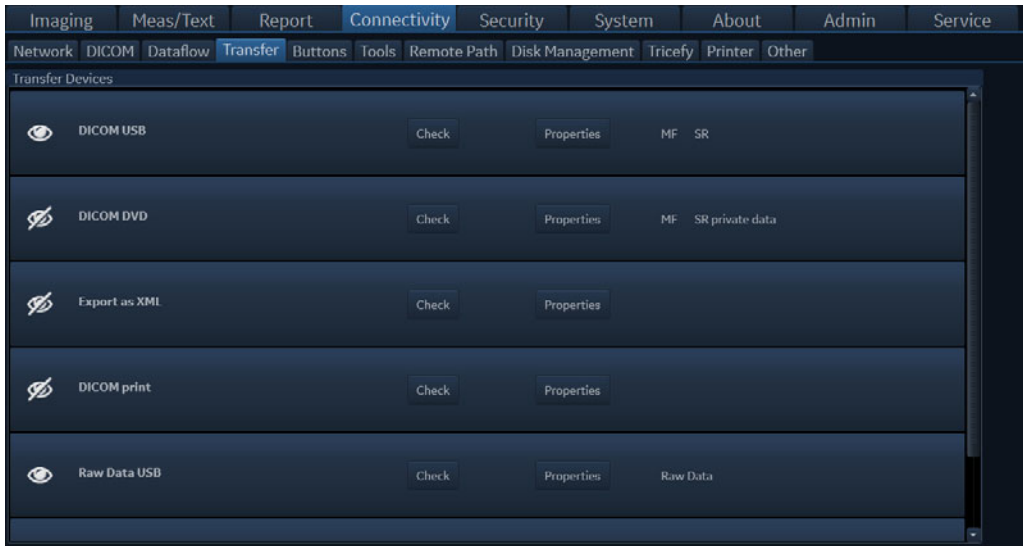 Imaging Meas/Text Report Connectivity Security System About Admin Service
Network DICOM Dataflow Transfer Buttons Tools Remote Path Disk Management Tricefy Printer Other
Transfer Devices
DICOM USB Check Properties MF SR
DICOM DVD Check Properties MF SR private data
Export as XML Check Properties
DICOM print Check Properties
Raw Data USB Check Properties Raw Data